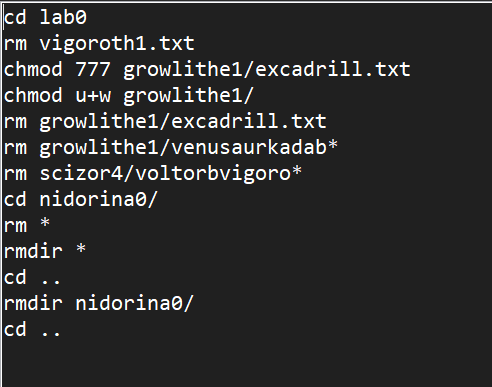 cd lab0
rm vigoroth1.txt
chmod 777 growlithe1/excadrill.txt
chmod u+w growlithe1/
rm growlithe1/excadrill.txt
rm growlithe1/venusaurkadab*
rm scizor4/voltorbvigoro*
cd nidorina0/
rm *
rmdir *
cd ..
rmdir nidorina0/
cd ..